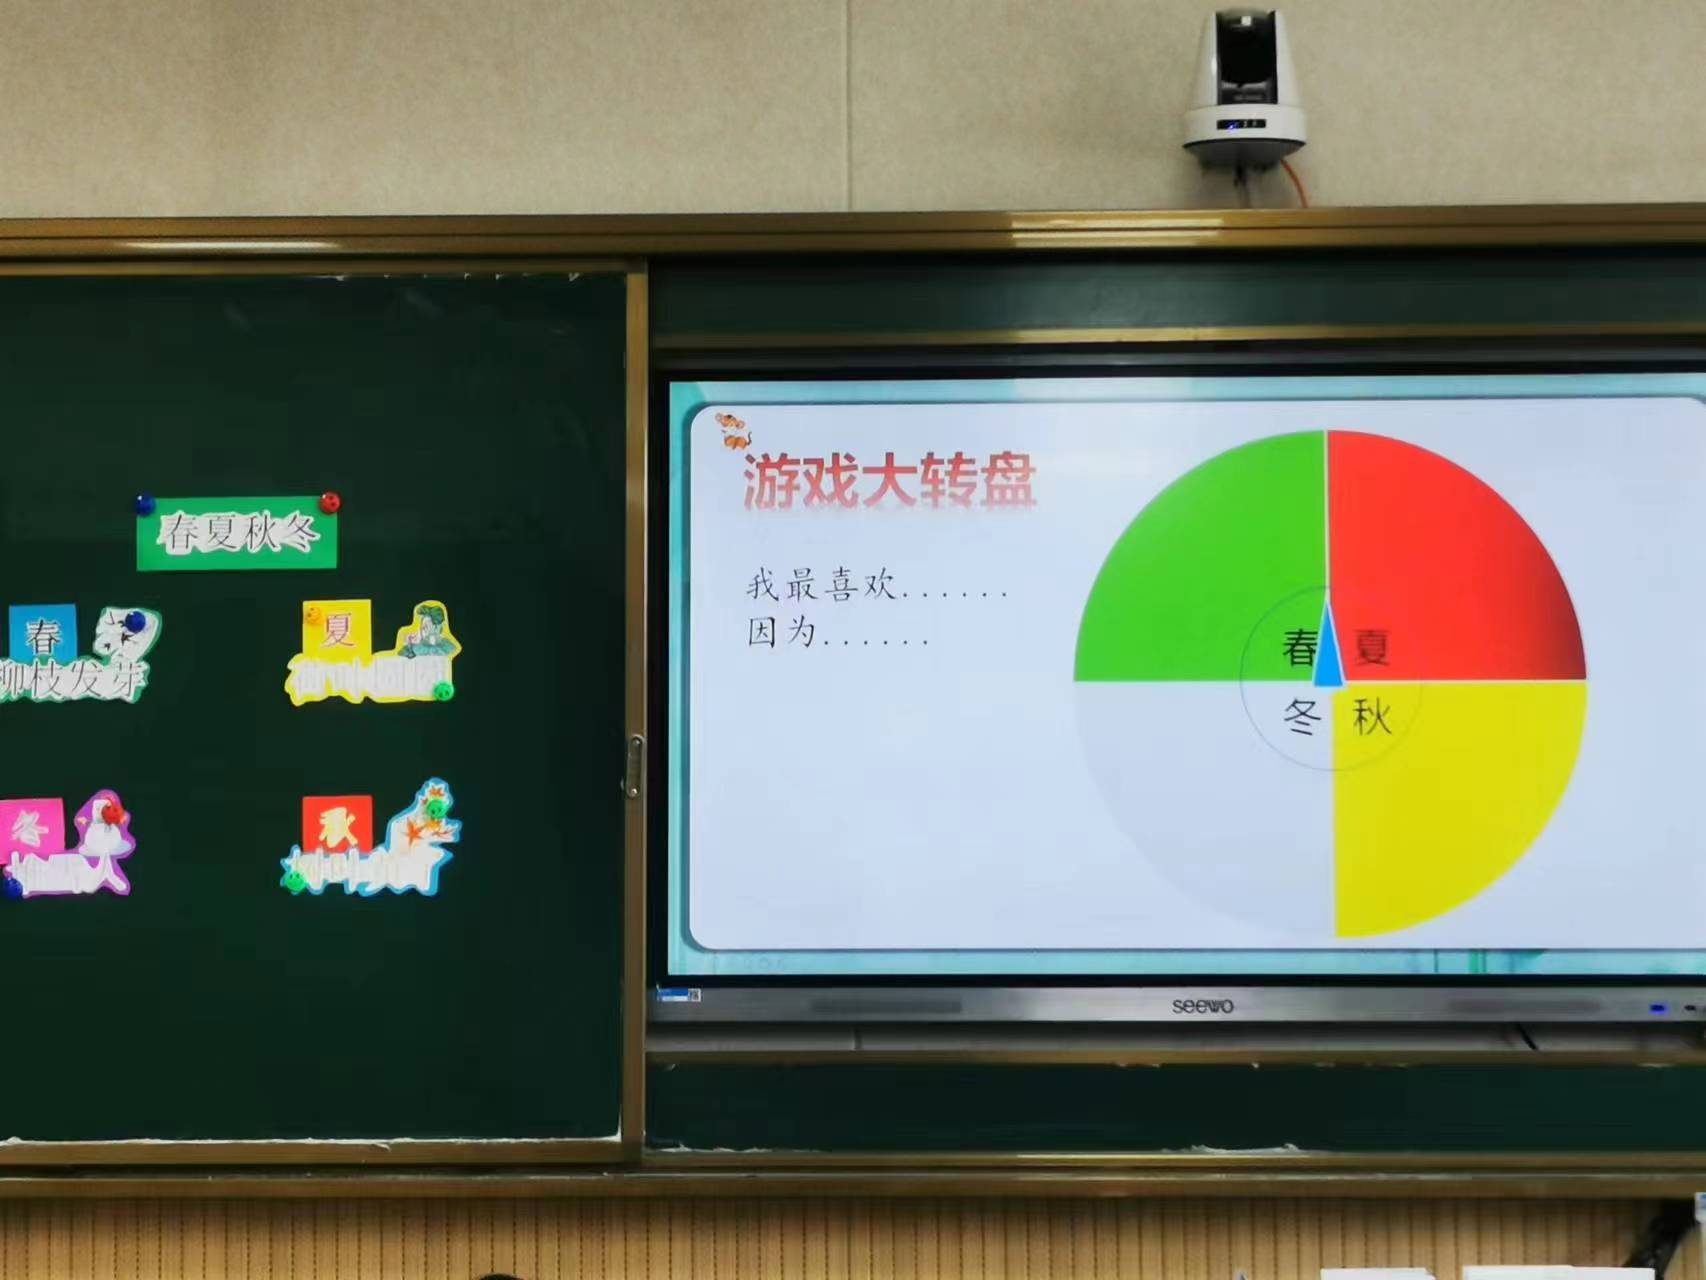 春夏秋冬
春
柳枝发芽
夏
冬
秋
游戏大转盘
我最喜欢......
因为......
春
夏
冬
秋
seewo